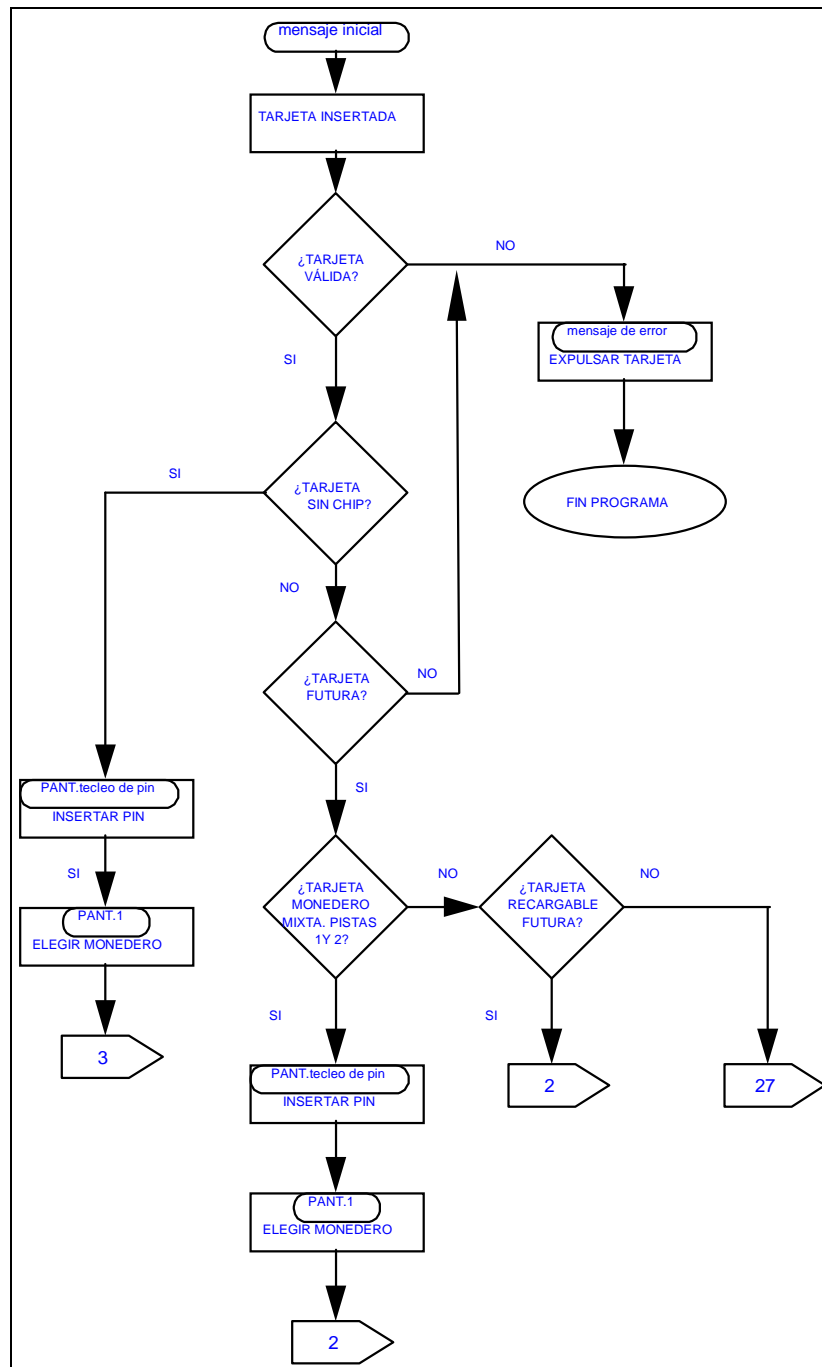 mensaje inicial
TARJETA INSERTADA
¿TARJETA
VÁLIDA?
NO
mensaje de error
EXPULSAR TARJETA
SI
FIN PROGRAMA
SI
¿TARJETA
SIN CHIP?
NO
¿TARJETA
FUTURA?
NO
PANT.tecleo de pin
INSERTAR PIN
SI
SI
PANT.1
ELEGIR MONEDERO
3
¿TARJETA
MONEDERO
MIXTA. PISTAS
1Y 2?
NO
¿TARJETA
RECARGABLE
FUTURA?
NO
SI
SI
PANT.tecleo de pin
INSERTAR PIN
2
27
PANT.1
ELEGIR MONEDERO
2